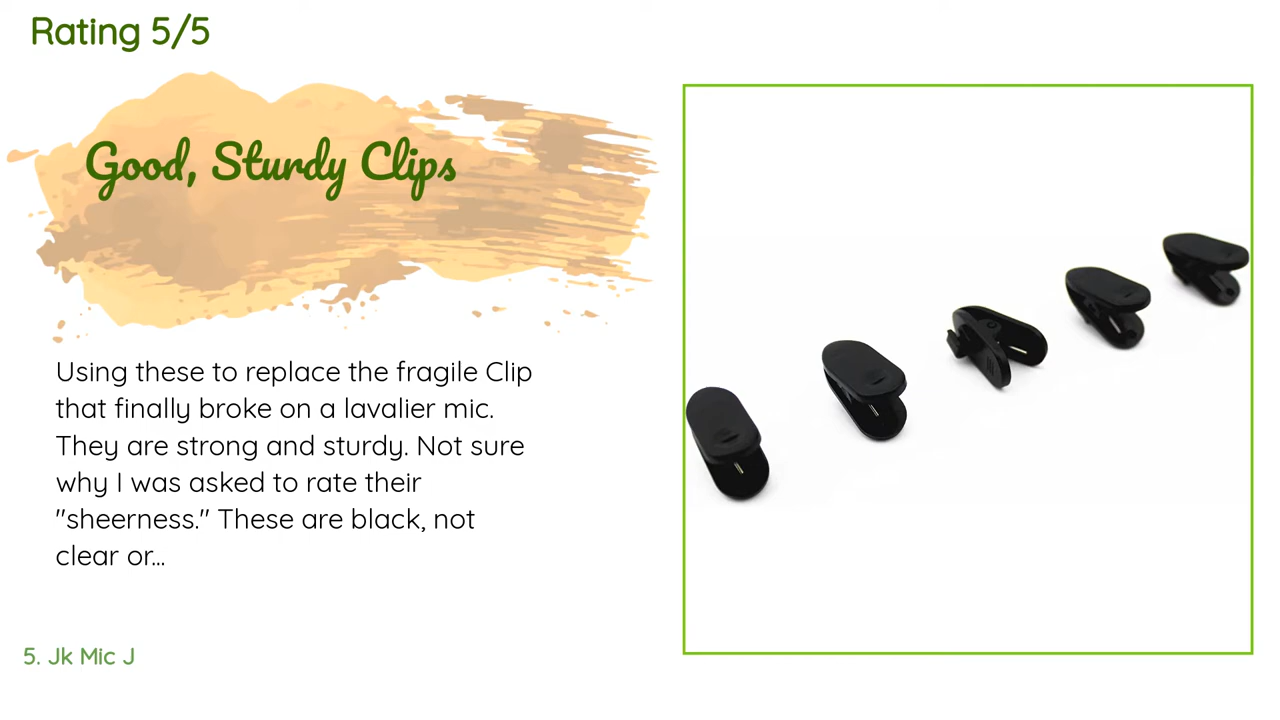 Rating 5/5
Good, Sturdy Clips
Using these to replace the fragile Clip
that finally broke on a lavalier mic.
They are strong and sturdy. Not sure
why I was asked to rate their
"sheerness." These are black, not
clear or...
5. Jk Mic J